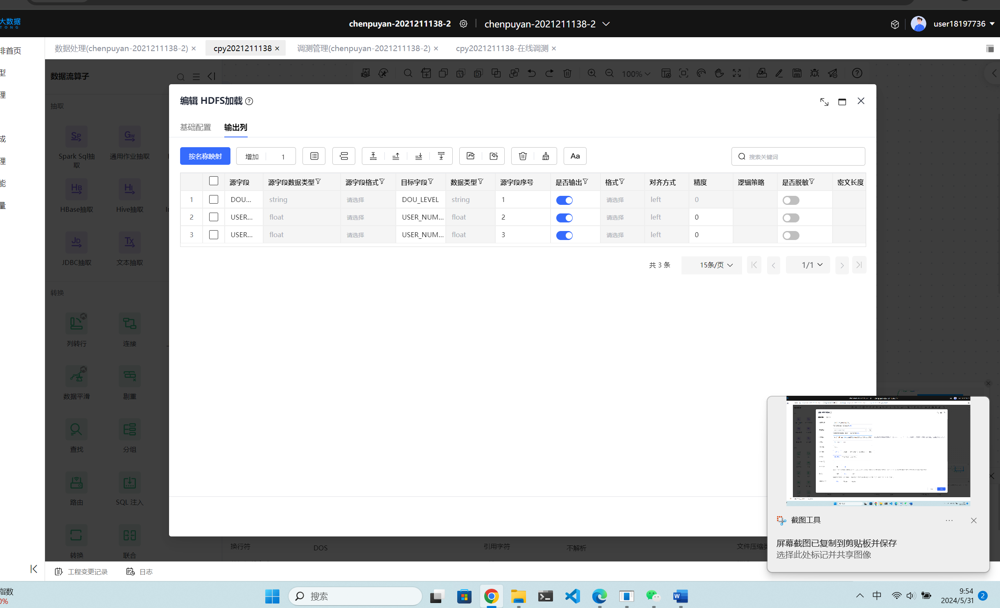 大数据
TONG
chenpuyan-2021211138-2
chenpuyan-2021211138-2
user18197736
排首页
型
理
成
理
能
量
数据处理(chenpuyan-2021211138-2) ×
cpy2021211138 ×
调测管理(chenpuyan-2021211138-2) ×
cpy2021211138-在线调测 ×
数据流算子
100%
抽取
Spark Sql抽取
通用作业抽取
HBase抽取
Hive抽取
JDBC抽取
文本抽取
转换
列转行
连接
数据平滑
剔重
查找
分组
路由
SQL 注入
转换
联合
编辑 HDFS加载
基础配置
输出列
按名称映射
增加 1
Aa
搜索关键词
源字段 源字段数据类型 源字段格式 目标字段 数据类型 源字段序号 是否输出 格式 对齐方式 精度 逻辑策略 是否脱敏 密文长度
1 DOU... string 请选择 DOU_LEVEL string 1 请选择 left 0
2 USER... float 请选择 USER_NUM... float 2 请选择 left 0
3 USER... float 请选择 USER_NUM... float 3 请选择 left 0
共 3 条
15条/页
1/1
换行符
DOS
引用字符
不解析
文件压缩类
截图工具
屏幕截图已复制到剪贴板并保存
选择此处标记并共享图像
工程变更记录
日志
指数
0%
搜索
中
9:54
2024/5/31
2